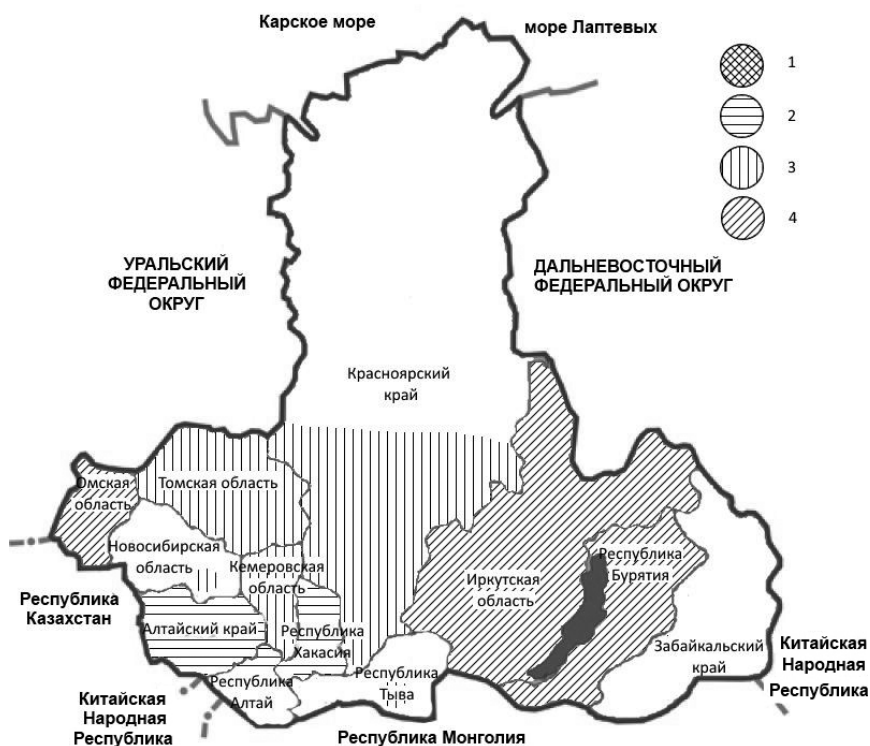 Карское море
море Лаптевых
1
2
3
4
УРАЛЬСКИЙ
ФЕДЕРАЛЬНЫЙ
ОКРУГ
ДАЛЬНЕВОСТОЧНЫЙ
ФЕДЕРАЛЬНЫЙ ОКРУГ
Красноярский
край
Омская
область
Томская область
Новосибирская
область
Кемеровская
область
Иркутская
область
Республика
Бурятия
Республика
Казахстан
Алтайский край
Республика
Хакасия
Забайкальский
край
Китайская
Народная
Республика
Республика
Алтай
Республика
Тыва
Китайская
Народная
Республика
Республика Монголия